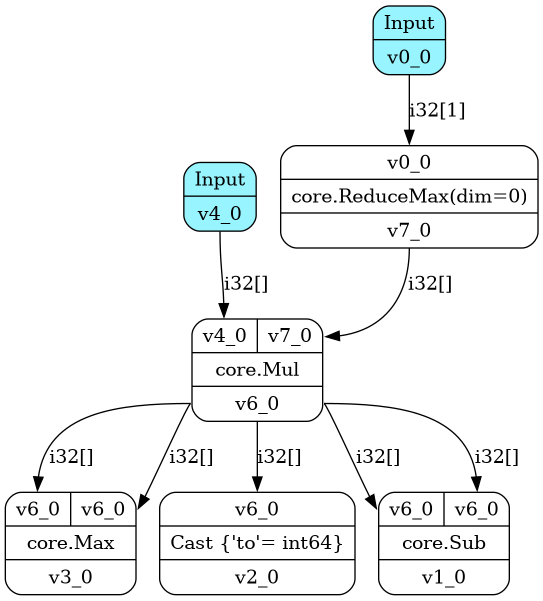 Input
v0_0
i32[1]
v0_0
core.ReduceMax(dim=0)
v7_0
Input
v4_0
i32[] i32[]
v4_0 v7_0
core.Mul
v6_0
i32[] i32[] i32[] i32[] i32[]
v6_0 v6_0
core.Max
v3_0
v6_0
Cast {'to'= int64}
v2_0
v6_0 v6_0
core.Sub
v1_0